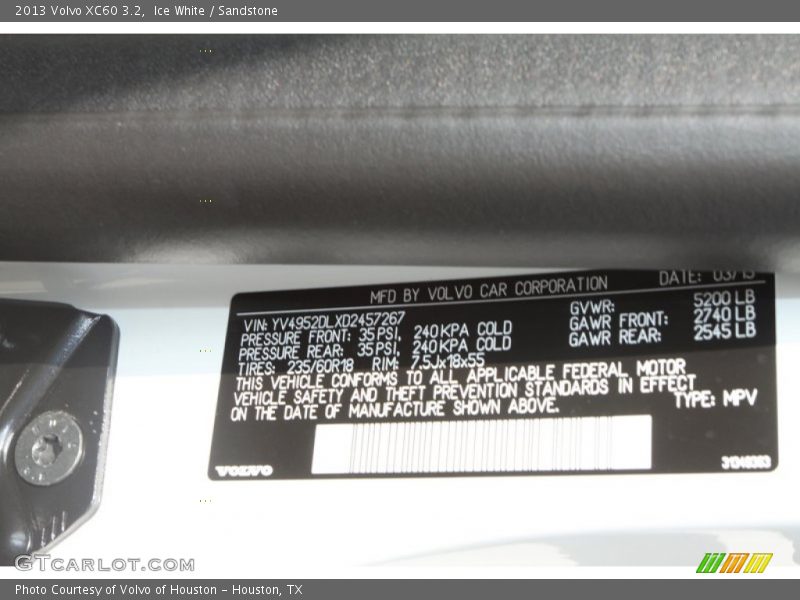 2013 Volvo XC60 3.2,  Ice White / Sandstone
MFD BY VOLVO CAR CORPORATION DATE: 03/13
VIN: YV4952DLXD2457267 GVWR: 5200 LB
PRESSURE FRONT: 35 PSI, 240 KPA COLD GAWR FRONT: 2740 LB
PRESSURE REAR: 35 PSI, 240 KPA COLD GAWR REAR: 2545 LB
TIRES: 235/60R18 RIM: 7,5Jx18x55
THIS VEHICLE CONFORMS TO ALL APPLICABLE FEDERAL MOTOR
VEHICLE SAFETY AND THEFT PREVENTION STANDARDS IN EFFECT
ON THE DATE OF MANUFACTURE SHOWN ABOVE. TYPE: MPV
VOLVO
GTCARLOT.COM
Photo Courtesy of Volvo of Houston - Houston, TX